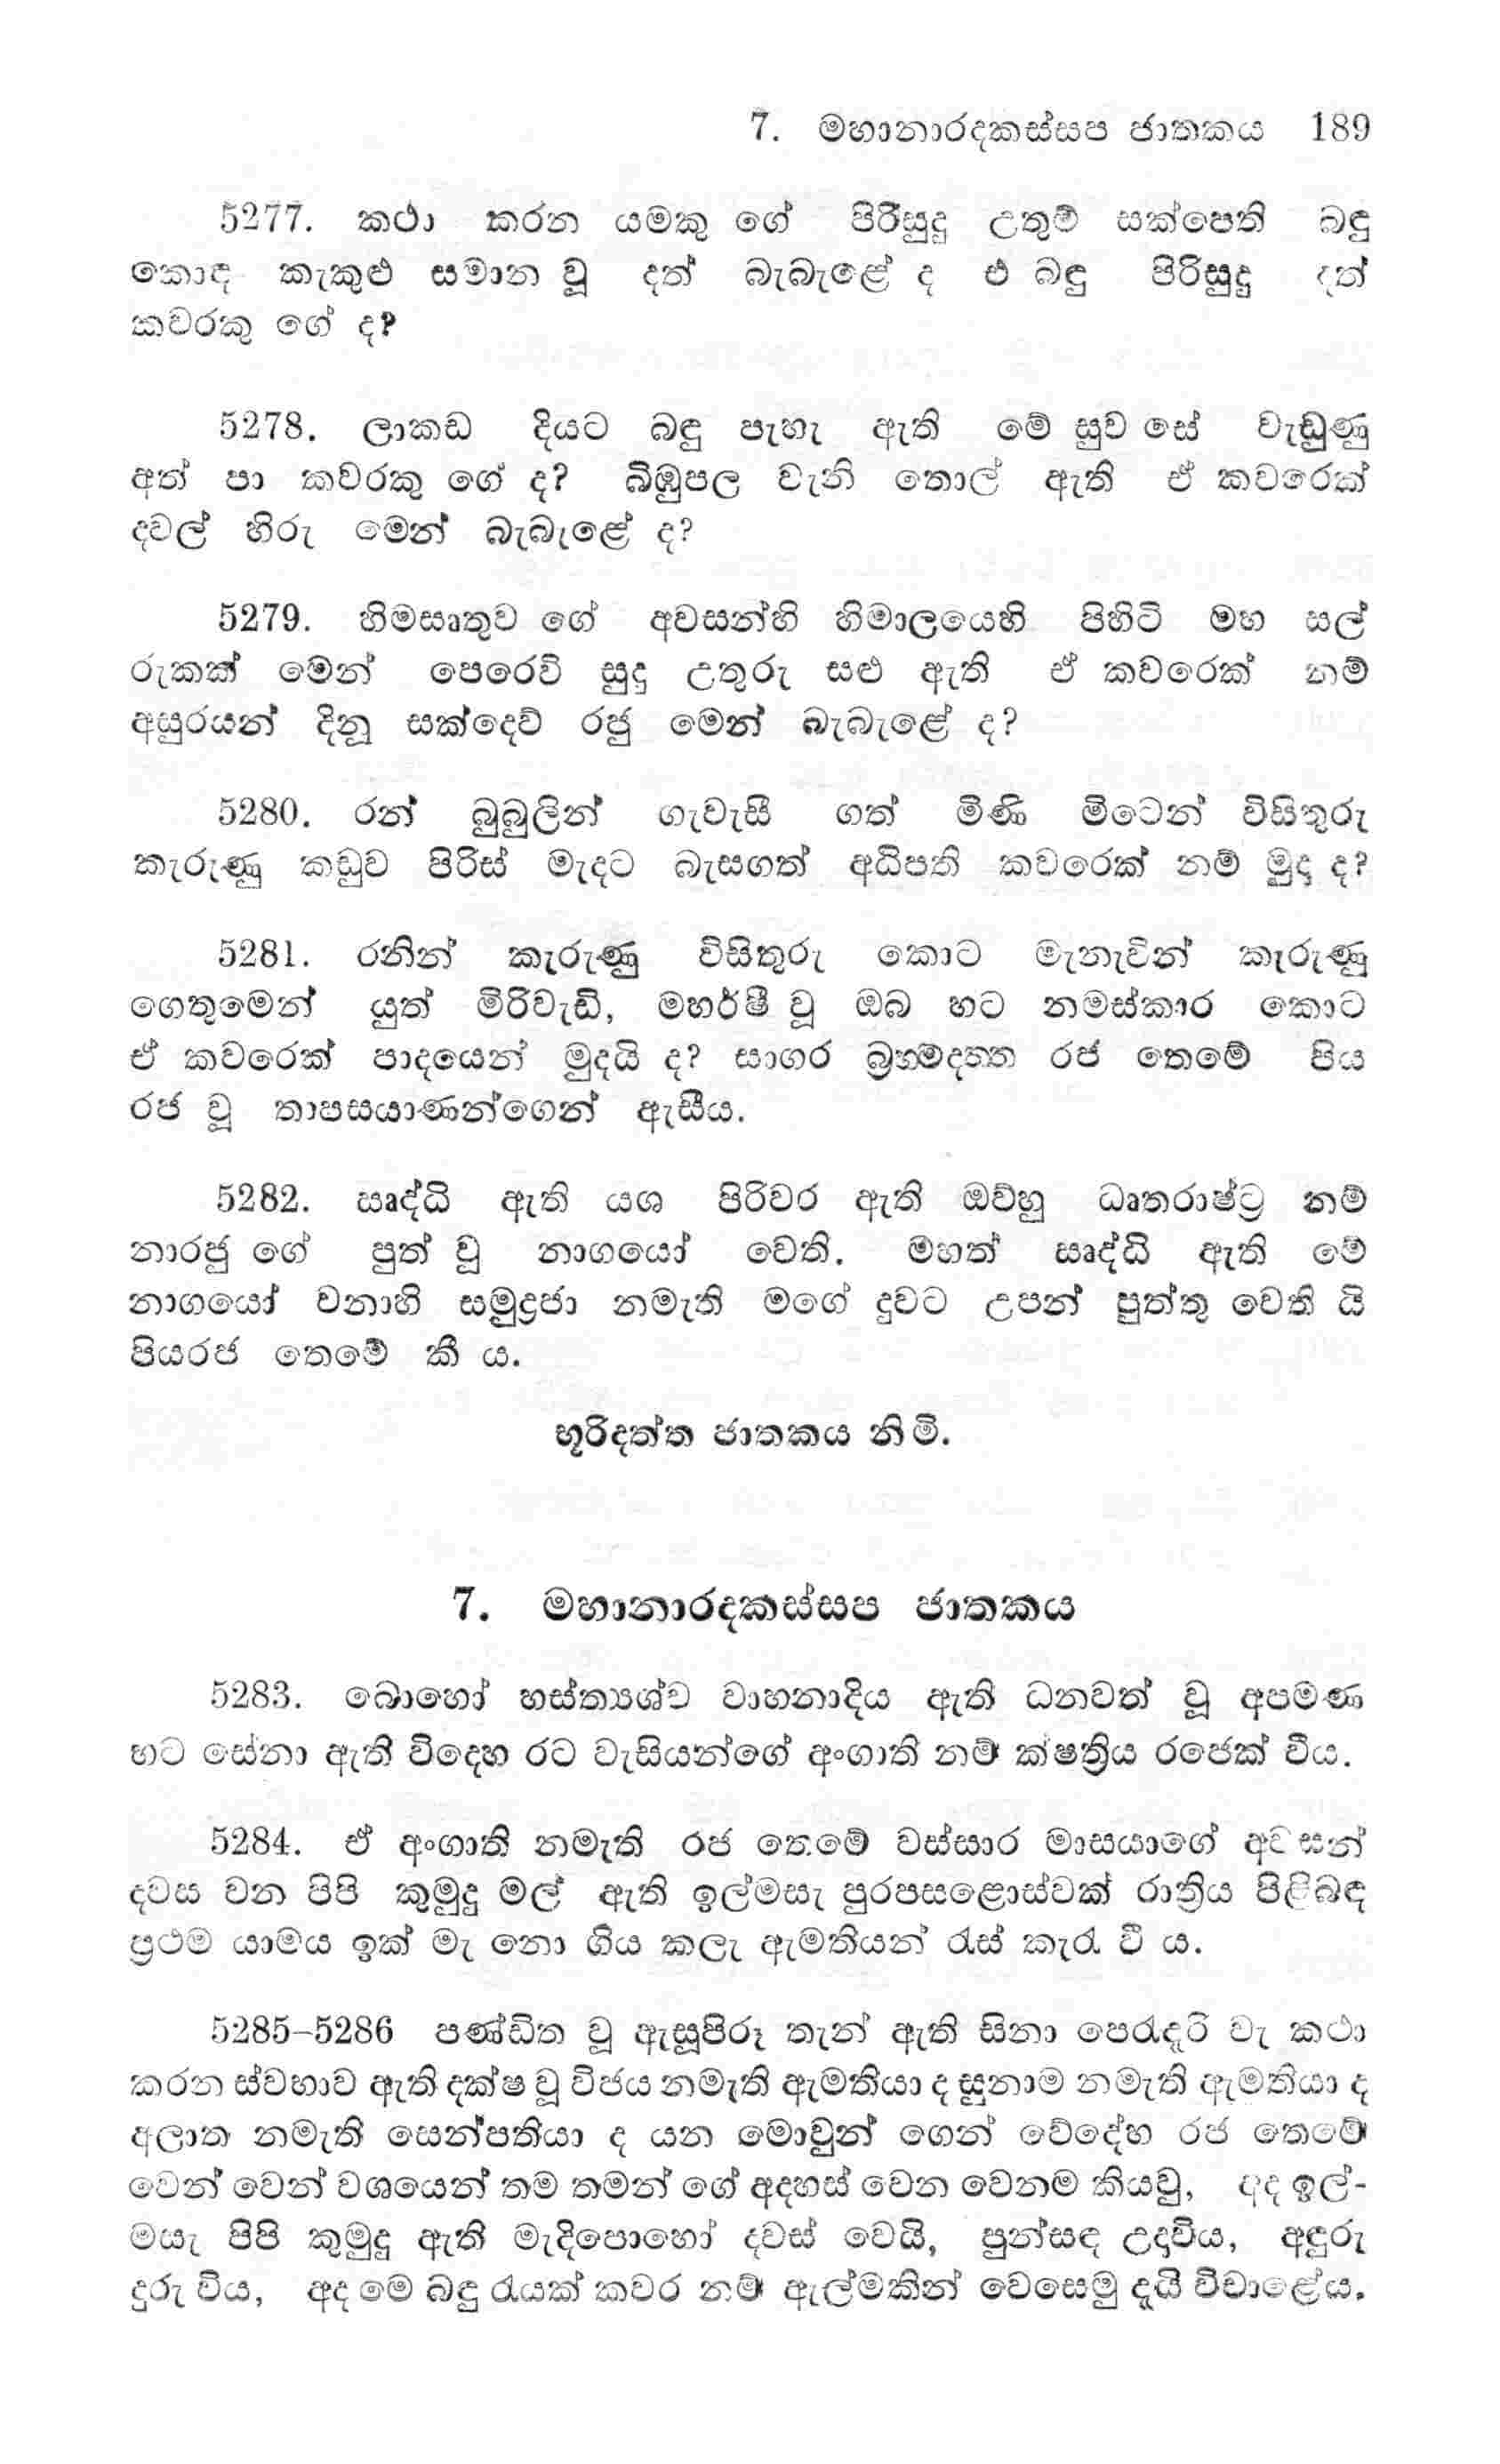 7. මහානාරදකස්සප ජාතකය 189
5277. කථා කරන යමකු ගේ පිරිසුදු උතුම් සක්පෙති බඳු
කොඳ කැකුළු සමාන වූ දත් බැබැළේ ද එ බඳු පිරිසුදු දත්
කවරකු ගේ ද?
5278. ලාකඩ දියට බඳු පැහැ ඇති මේ සුව සේ වැඩුණු
අත් පා කවරකු ගේ ද? බිඹුපල වැනි තොල් ඇති ඒ කවරෙක්
දවල් හිරු මෙන් බැබැළේ ද?
5279. හිමසෘතුව ගේ අවසන්හි හිමාලයෙහි පිහිටි මහ සල්
රුකක් මෙන් පෙරෙවි සුදු උතුරු සළු ඇති ඒ කවරෙක් නම්
අසුරයන් දිනූ සක්දෙව් රජු මෙන් බැබැළේ ද?
5280. රන් බුබුලින් ගැවැසී ගත් මිණි මිටෙන් විසිතුරු
කැරුණු කඩුව පිරිස් මැදට බැසගත් අධිපති කවරෙක් නම් මුදා ද?
5281. රනින් කැරුණු විසිතුරු කොට මැනැවින් කැරුණු
ගෙතුමෙන් යුත් මිරිවැඩි, මහර්ෂි වූ ඔබ හට නමස්කාර කොට
ඒ කවරෙක් පාදයෙන් මුදයි ද? සාගර බ්‍රහ්මදත්ත රජ තෙමේ පිය
රජ වූ තාපසයාණන්ගෙන් ඇසීය.
5282. සෘද්ධි ඇති යශ පිරිවර ඇති ඔව්හු ධෘතරාෂ්ට්‍ර නම්
නාරජු ගේ පුත් වූ නාගයෝ වෙති. මහත් සෘද්ධි ඇති මේ
නාගයෝ වනාහි සමුද්‍රජා නමැති මගේ දුවට උපන් පුත්තු වෙති යි
පියරජ තෙමේ කී ය.
භූරිදත්ත ජාතකය නිමි.
7. මහානාරදකස්සප ජාතකය
5283. බොහෝ හස්ත්‍යශ්ව වාහනාදිය ඇති ධනවත් වූ අපමණ
භට සේනා ඇති විදෙහ රට වැසියන්ගේ අංගාති නම් ක්ෂත්‍රිය රජෙක් විය.
5284. ඒ අංගාති නමැති රජ තෙමේ වස්සාර මාසයාගේ අවසන්
දවස වන පිපි කුමුදු මල් ඇති ඉල්මසැ පුරපසළොස්වක් රාත්‍රිය පිළිබඳ
ප්‍රථම යාමය ඉක් මැ නො ගිය කලැ ඇමතියන් රැස් කැරැ වී ය.
5285–5286 පණ්ඩිත වූ ඇසූපිරූ තැන් ඇති සිනා පෙරැදැරි වැ කථා
කරන ස්වභාව ඇති දක්ෂ වූ විජය නමැති ඇමතියා ද සුනාම නමැති ඇමතියා ද
අලාත නමැති සෙන්පතියා ද යන මොවුන් ගෙන් වේදේහ රජ තෙමේ
වෙන් වෙන් වශයෙන් තම තමන් ගේ අදහස් වෙන වෙනම කියවු, අද ඉල්-
මසැ පිපි කුමුදු ඇති මැදිපොහෝ දවස් වෙයි, පුන්සඳ උදාවිය, අඳුරු
දුරු විය, අද මෙ බඳු රැයක් කවර නම් ඇල්මකින් වෙසෙමු දැයි විචාළේය.